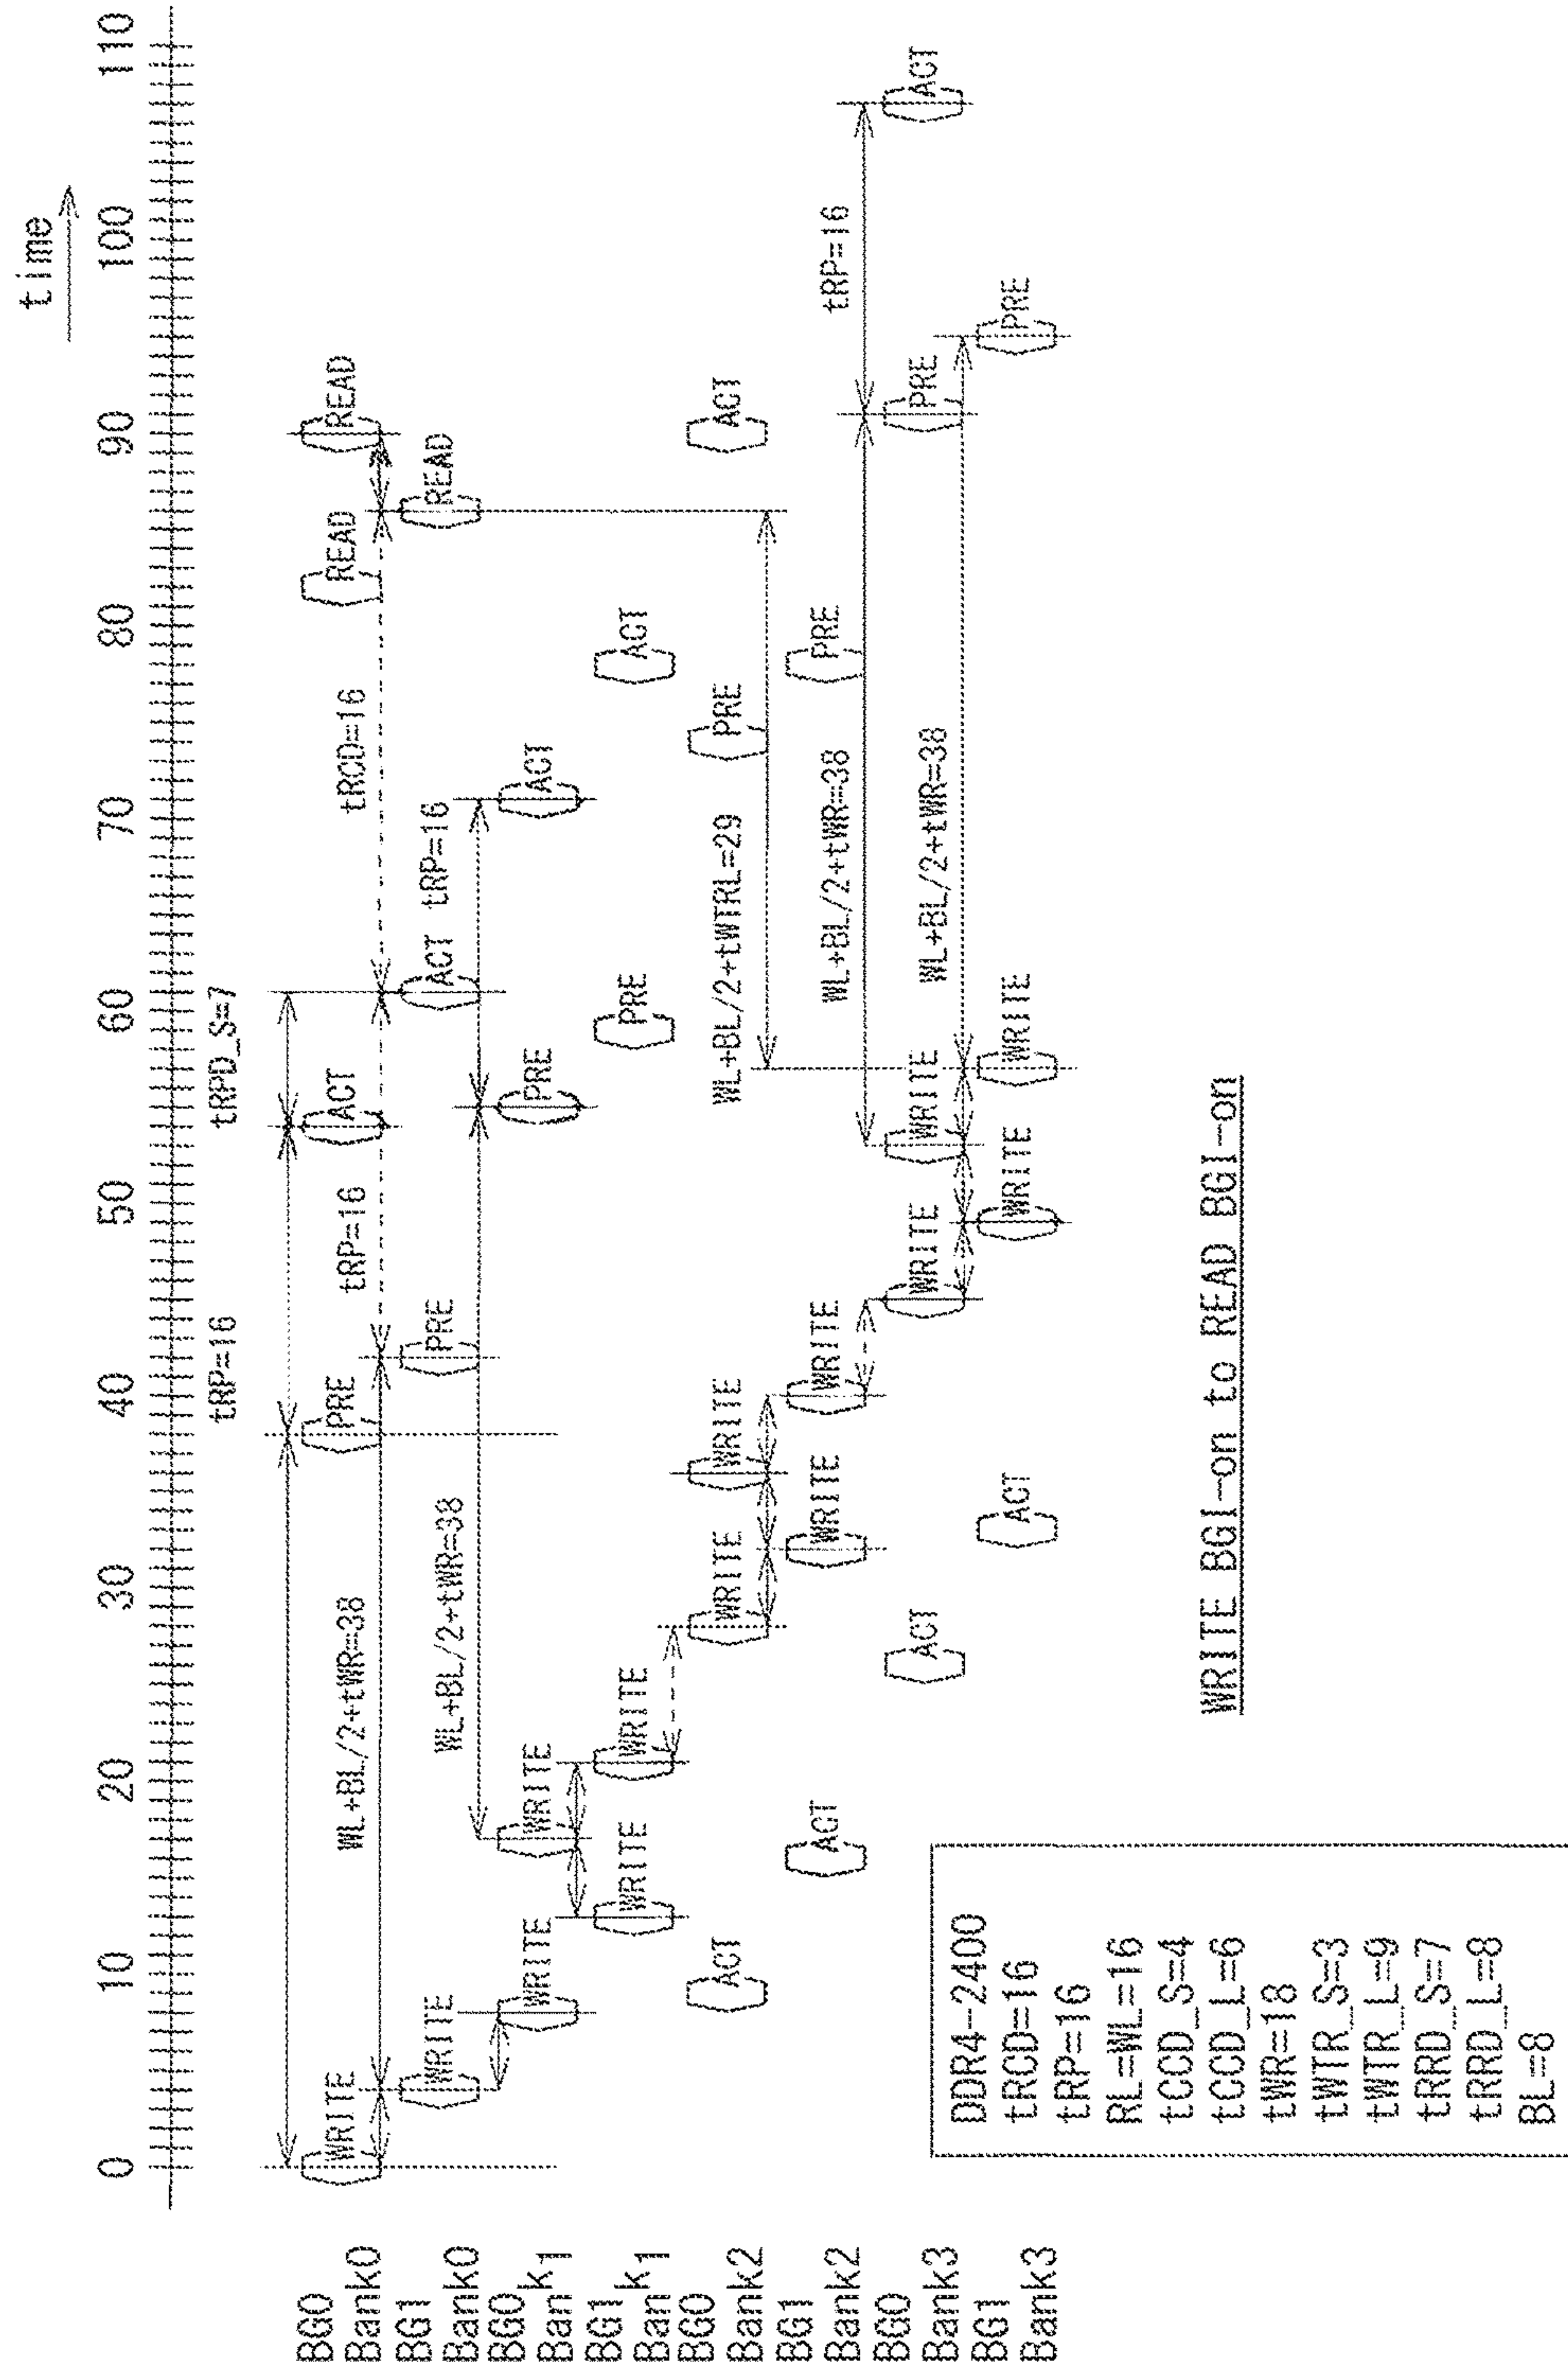 time
0 10 20 30 40 50 60 70 80 90 100 110
tRP=16 tRPD_S=7
BG0
Bank0
WRITE PRE ACT READ READ
WL+BL/2+tWR=38 tRP=16 tRCD=16
BG1
Bank0
WRITE PRE ACT READ
WL+BL/2+tWR=38 tRP=16
BG0
Bank1
WRITE WRITE PRE ACT
BG1
Bank1
WRITE WRITE PRE ACT
BG0
Bank2
ACT WRITE WRITE PRE ACT
WL+BL/2+tWTRL=29
BG1
Bank2
ACT WRITE WRITE PRE
WL+BL/2+tWR=38 tRP=16
BG0
Bank3
ACT WRITE WRITE PRE ACT
WL+BL/2+tWR=38
BG1
Bank3
ACT WRITE WRITE PRE
DDR4-2400
tRCD=16
tRP=16
RL=WL=16
tCCD_S=4
tCCD_L=6
tWR=18
tWTR_S=3
tWTR_L=9
tRRD_S=7
tRRD_L=8
BL=8
WRITE BGI-on to READ BGI-on